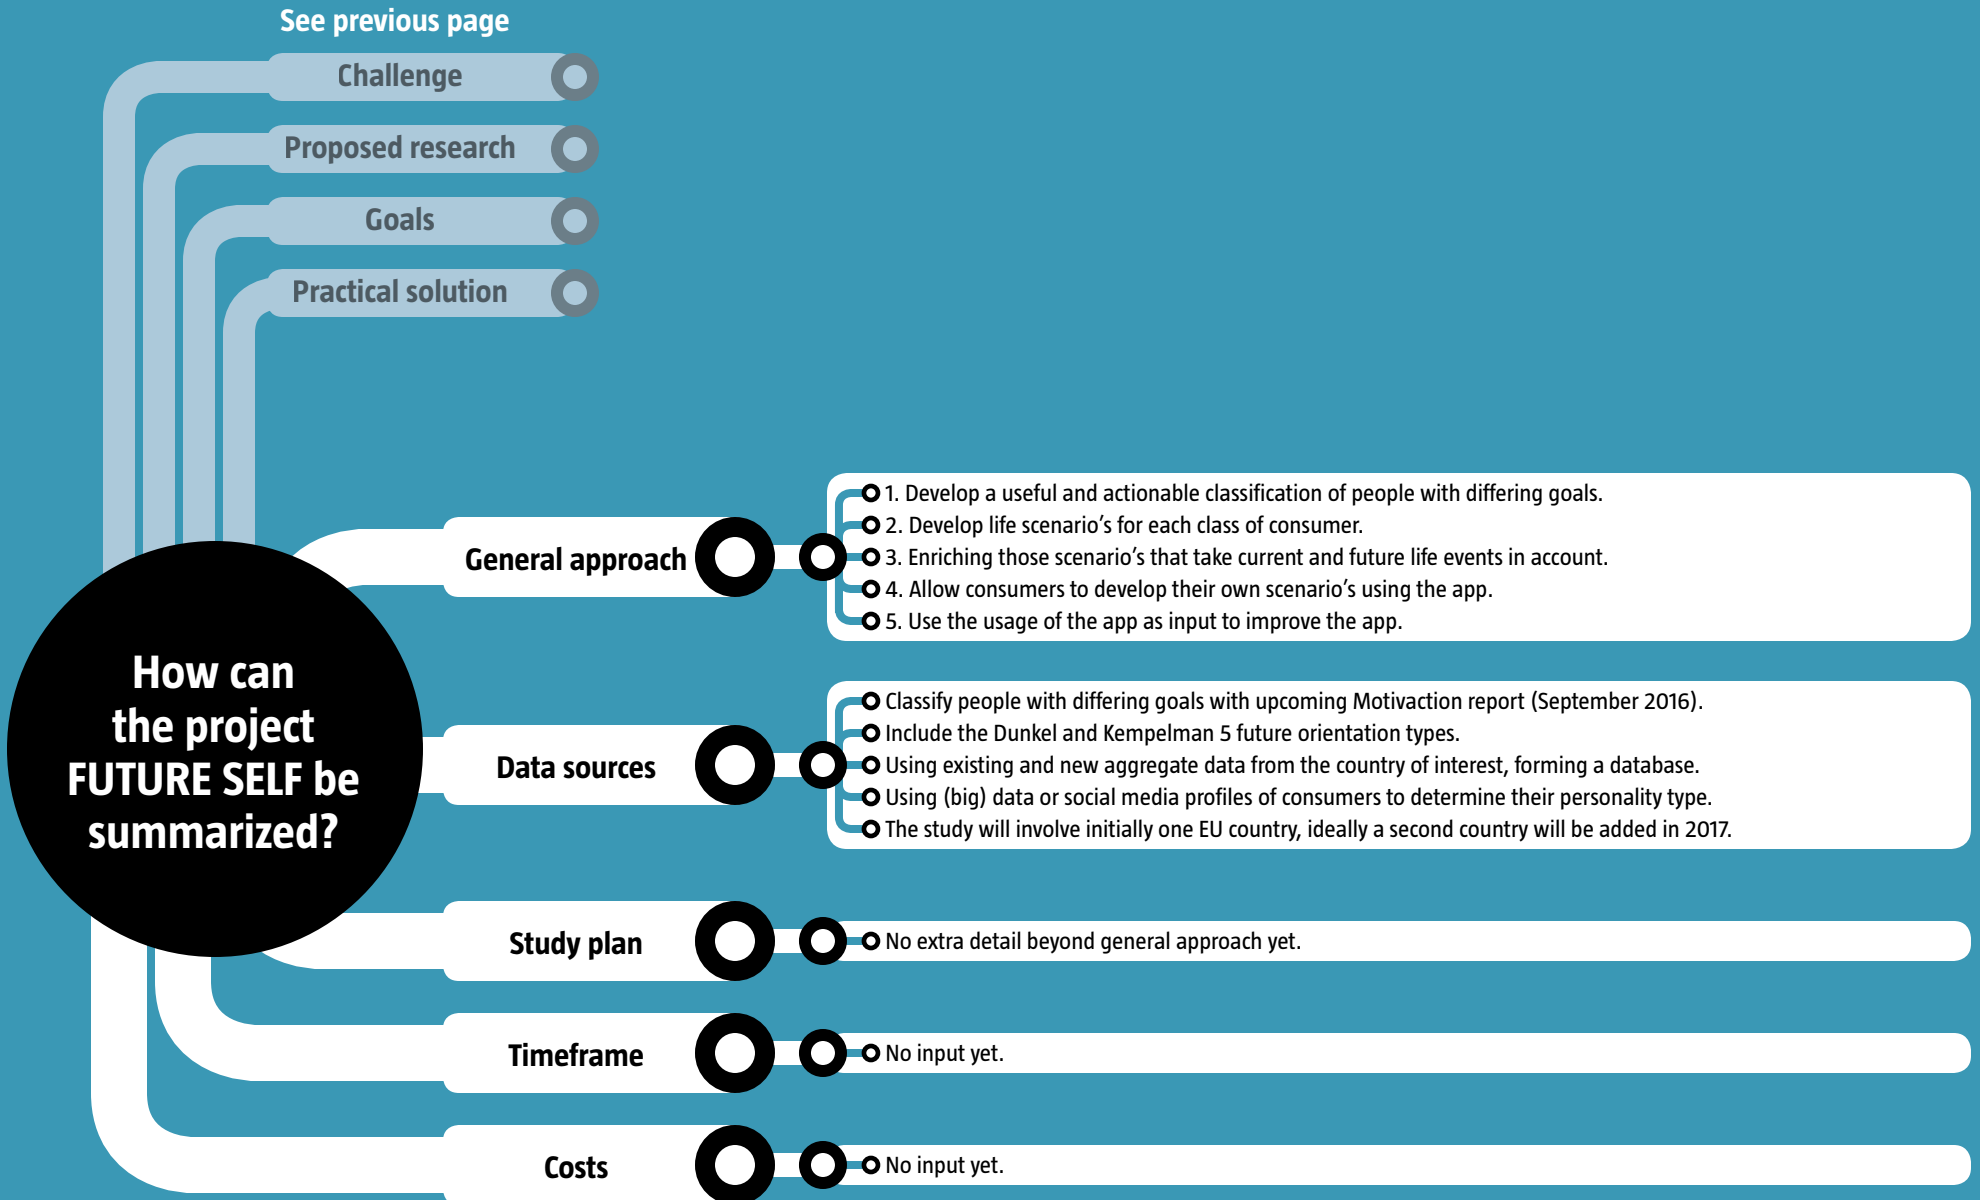 See previous page
Challenge
Proposed research
Goals
Practical solution
How can
the project
FUTURE SELF be
summarized?
General approach
1. Develop a useful and actionable classification of people with differing goals.
2. Develop life scenario's for each class of consumer.
3. Enriching those scenario's that take current and future life events in account.
4. Allow consumers to develop their own scenario's using the app.
5. Use the usage of the app as input to improve the app.
Data sources
Classify people with differing goals with upcoming Motivaction report (September 2016).
Include the Dunkel and Kempelman 5 future orientation types.
Using existing and new aggregate data from the country of interest, forming a database.
Using (big) data or social media profiles of consumers to determine their personality type.
The study will involve initially one EU country, ideally a second country will be added in 2017.
Study plan
No extra detail beyond general approach yet.
Timeframe
No input yet.
Costs
No input yet.